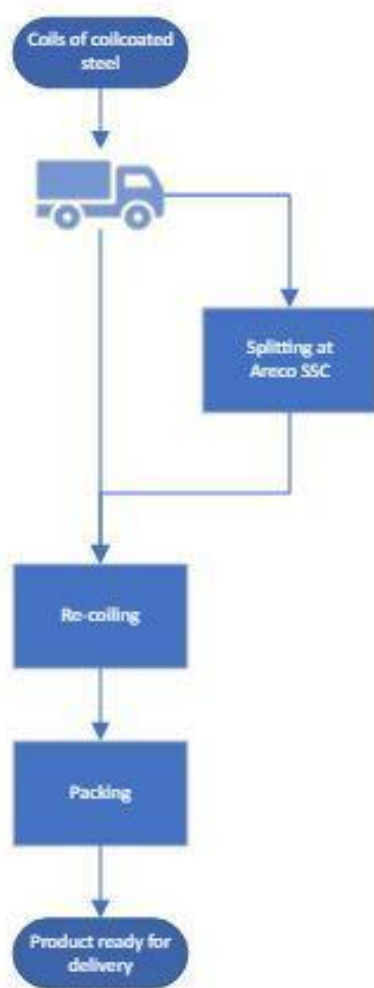 Coils of coilcoated
steel
Splitting at
Areco SSC
Re-coiling
Packing
Product ready for
delivery